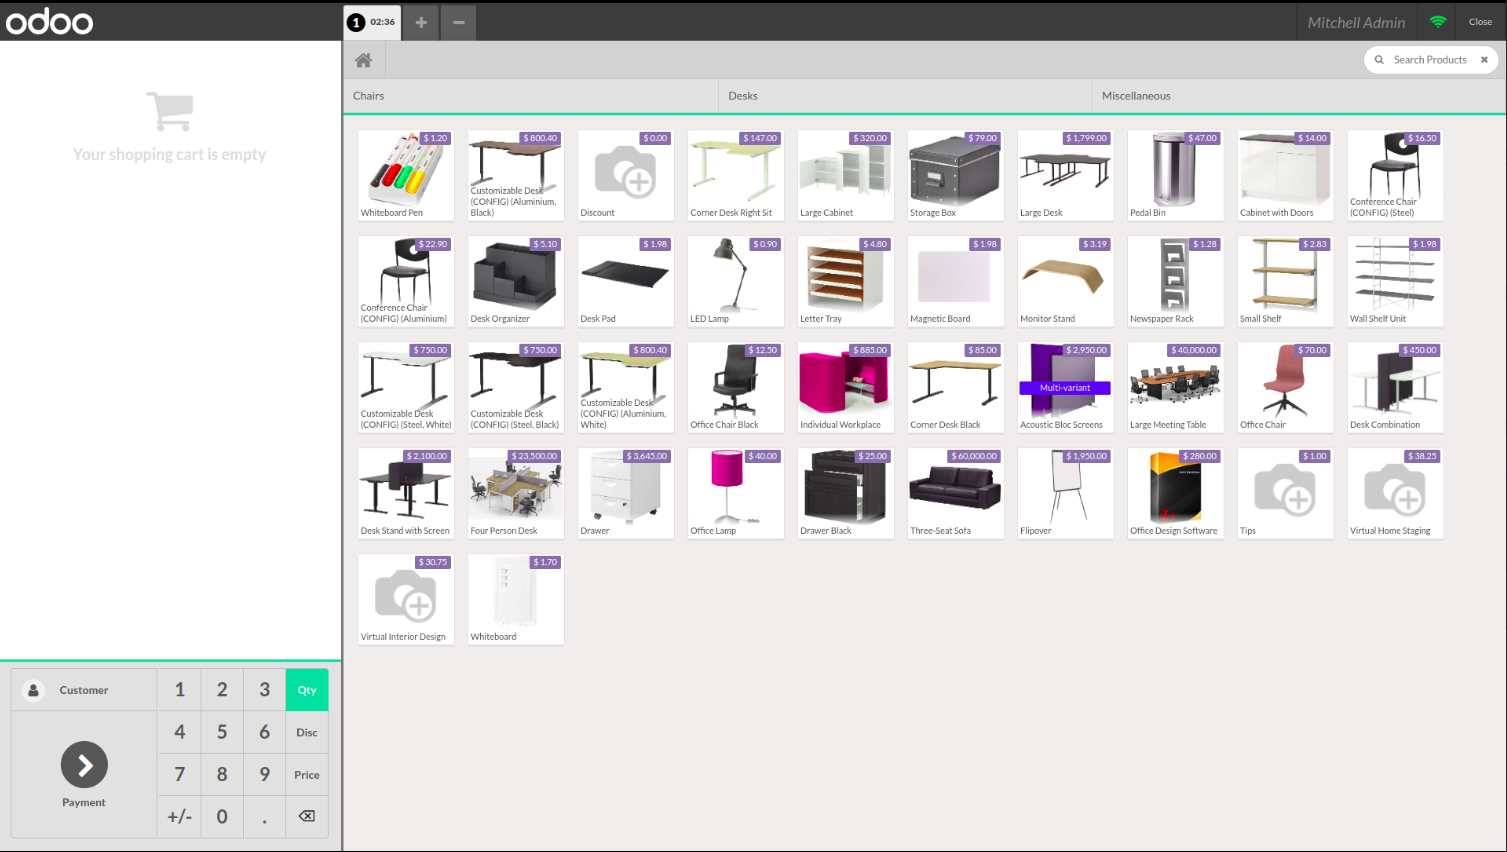 odoo
1 02:36 + −
Mitchell Admin
Close
Search Products ✖
Chairs
Desks
Miscellaneous
Your shopping cart is empty
$ 1.20
Whiteboard Pen
$ 800.40
Customizable Desk
(CONFIG) (Aluminium,
Black)
$ 0.00
Discount
$ 147.00
Corner Desk Right Sit
$ 320.00
Large Cabinet
$ 79.00
Storage Box
$ 1,799.00
Large Desk
$ 47.00
Pedal Bin
$ 14.00
Cabinet with Doors
$ 16.50
Conference Chair
(CONFIG) (Steel)
$ 22.90
Conference Chair
(CONFIG) (Aluminium)
$ 5.10
Desk Organizer
$ 1.98
Desk Pad
$ 0.90
LED Lamp
$ 4.80
Letter Tray
$ 1.98
Magnetic Board
$ 3.19
Monitor Stand
$ 1.28
Newspaper Rack
$ 2.83
Small Shelf
$ 1.98
Wall Shelf Unit
$ 750.00
Customizable Desk
(CONFIG) (Steel, White)
$ 750.00
Customizable Desk
(CONFIG) (Steel, Black)
$ 800.40
Customizable Desk
(CONFIG) (Aluminium,
White)
$ 12.50
Office Chair Black
$ 885.00
Individual Workplace
$ 85.00
Corner Desk Black
$ 2,950.00
Multi-variant
Acoustic Bloc Screens
$ 40,000.00
Large Meeting Table
$ 70.00
Office Chair
$ 450.00
Desk Combination
$ 2,100.00
Desk Stand with Screen
$ 23,500.00
Four Person Desk
$ 3,645.00
Drawer
$ 40.00
Office Lamp
$ 25.00
Drawer Black
$ 60,000.00
Three-Seat Sofa
$ 1,950.00
Flipover
$ 280.00
Office Design Software
$ 1.00
Tips
$ 38.25
Virtual Home Staging
$ 30.75
Virtual Interior Design
$ 1.70
Whiteboard
Customer
1 2 3 Qty
4 5 6 Disc
7 8 9 Price
+/- 0 . ⌫
Payment